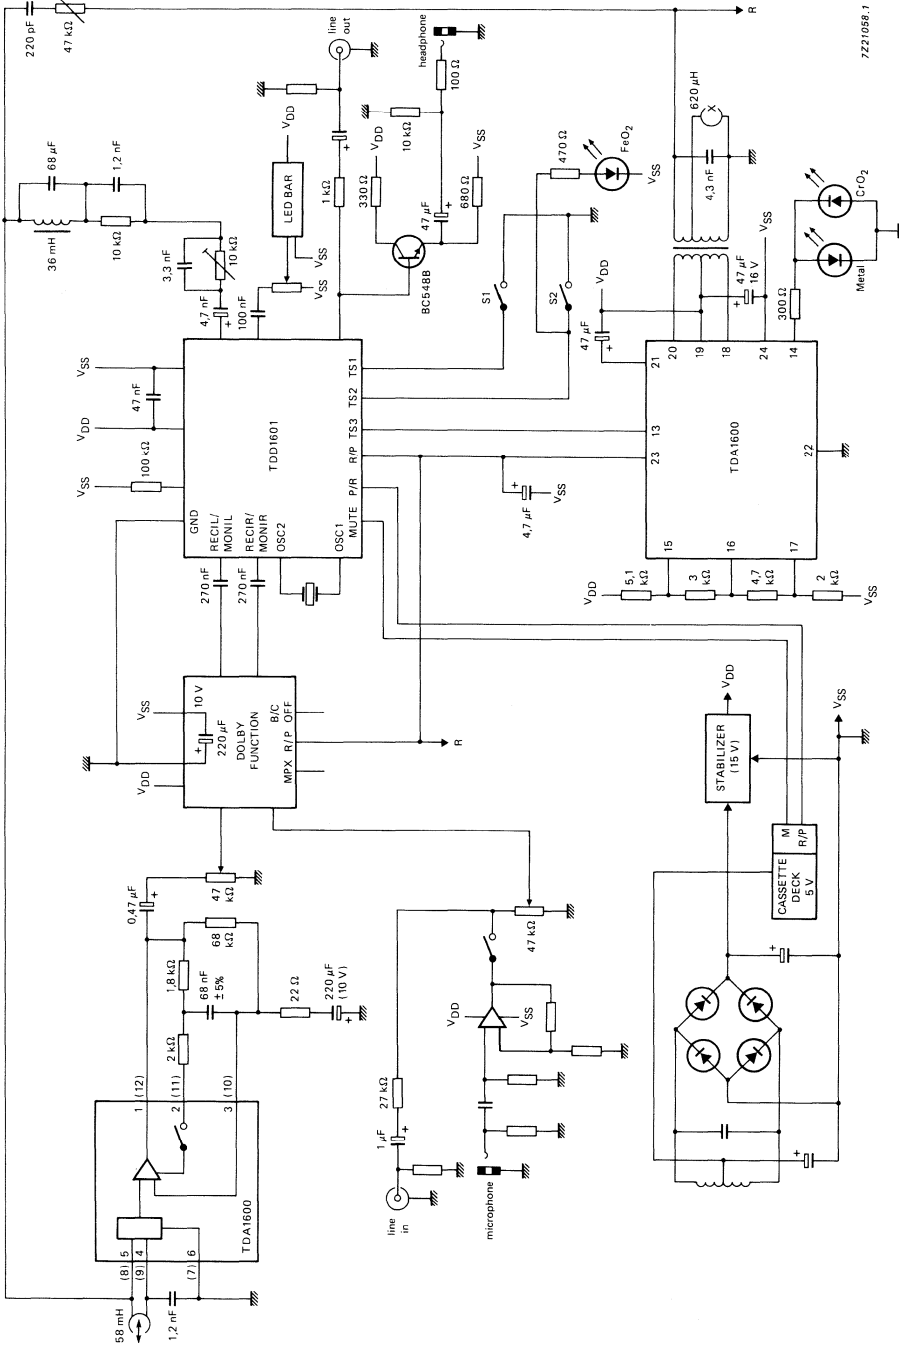 220 pF
47 kΩ
R
7Z21058.1
line
out
headphone
100 Ω
68 μF
1,2 nF
36 mH
10 kΩ
3,3 nF
10 kΩ
4,7 nF
+
100 nF
VSS
LED BAR
VDD
VSS
+
1 kΩ
VDD
330 Ω
10 kΩ
47 μF
+
VSS
680 Ω
BC548B
S1
S2
470 Ω
FeO2
VSS
620 μH
X
4,3 nF
VDD
47 μF
+
47 μF
16 V
+
VSS
300 Ω
CrO2
Metal
VSS
47 nF
VDD
100 kΩ
VSS
TDD1601
GND
RECIL/
MONIL
RECIR/
MONIR
OSC2
OSC1
TS1
TS2
TS3
R/P
P/R
MUTE
270 nF
270 nF
+
4,7 μF
VSS
TDA1600
21
20
19
18
24
14
13
23
22
15
16
17
VDD
5,1
kΩ
3
kΩ
4,7
kΩ
2
kΩ
VSS
VSS
10 V
220 μF
+
VDD
DOLBY
FUNCTION
B/C
OFF
R/P
MPX
R
0,47 μF
+
47
kΩ
68
kΩ
1,8 kΩ
68 nF
±5%
22 Ω
220 μF
(10 V)
+
2 kΩ
1 (12)
2 (11)
3 (10)
TDA1600
(8) 5
(9) 4
(7) 6
58 mH
1,2 nF
47 kΩ
VDD
VSS
27 kΩ
1 μF
+
line
in
microphone
STABILIZER
(15 V)
VDD
VSS
M
R/P
CASSETTE
DECK
5 V
+
+